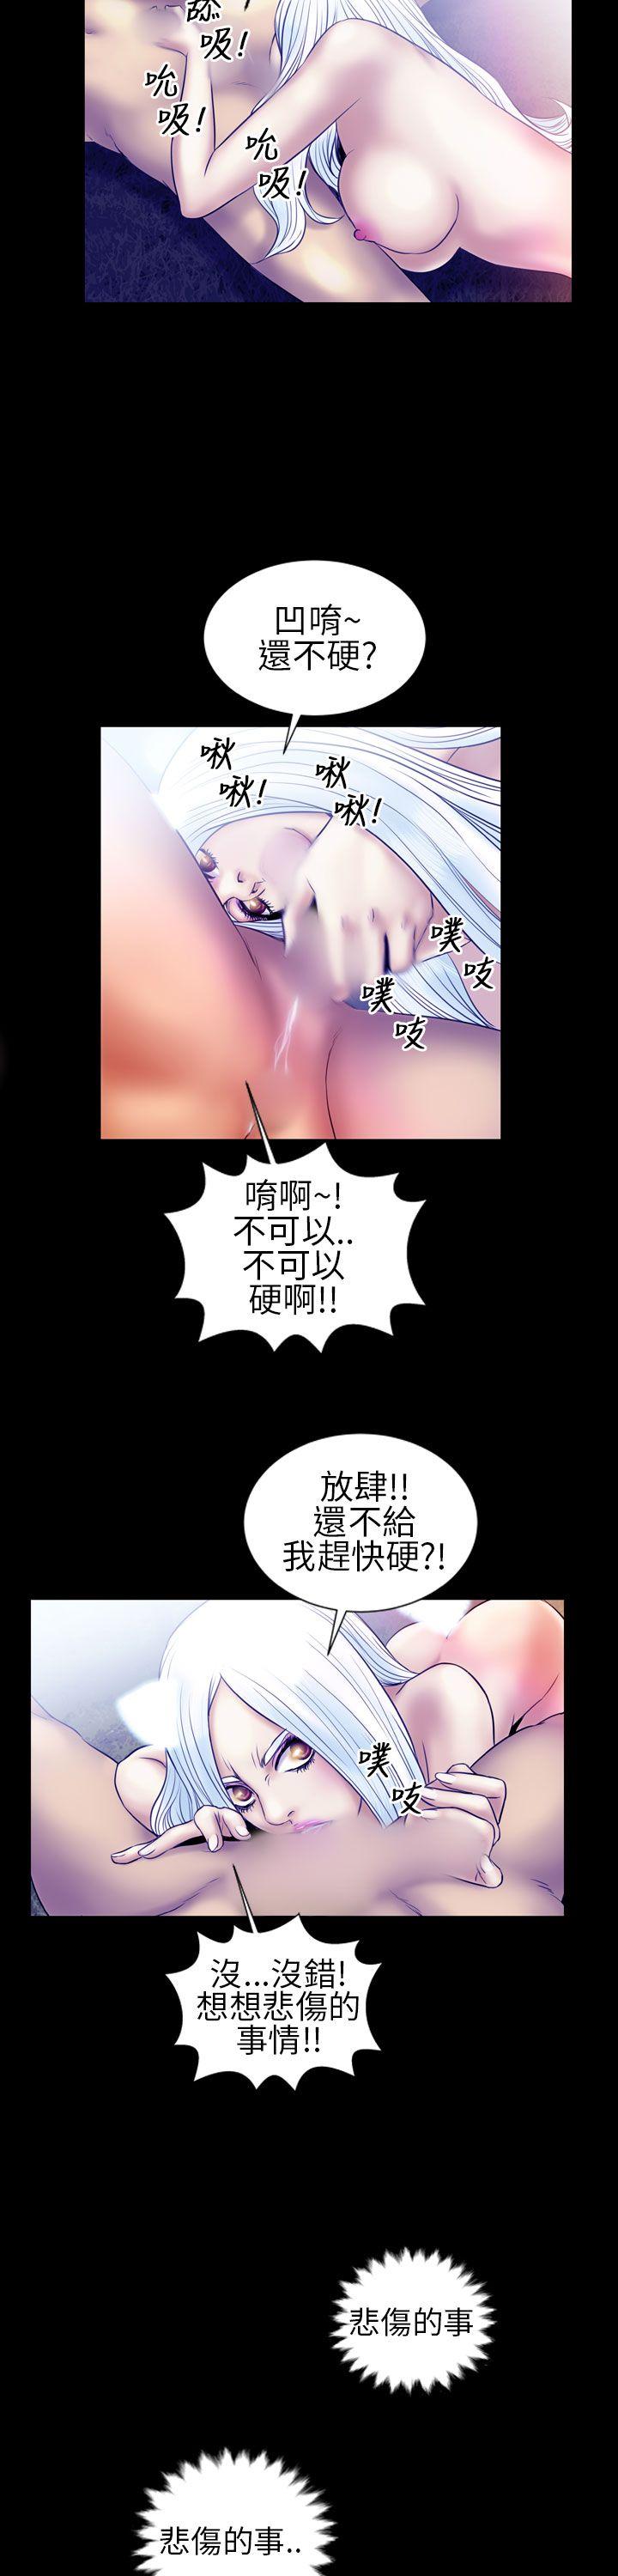 舔
吸!
吮
吸!
吮
吸!
凹唷~
還不硬?
啾
啾!
啾
啾!
噗
吱
噗
吱
唷啊~!
不可以..
不可以
硬啊!!
放肆!!
還不給
我趕快硬?!
噗
吱
沒...沒錯!
想想悲傷的
事情!!
悲傷的事
悲傷的事..